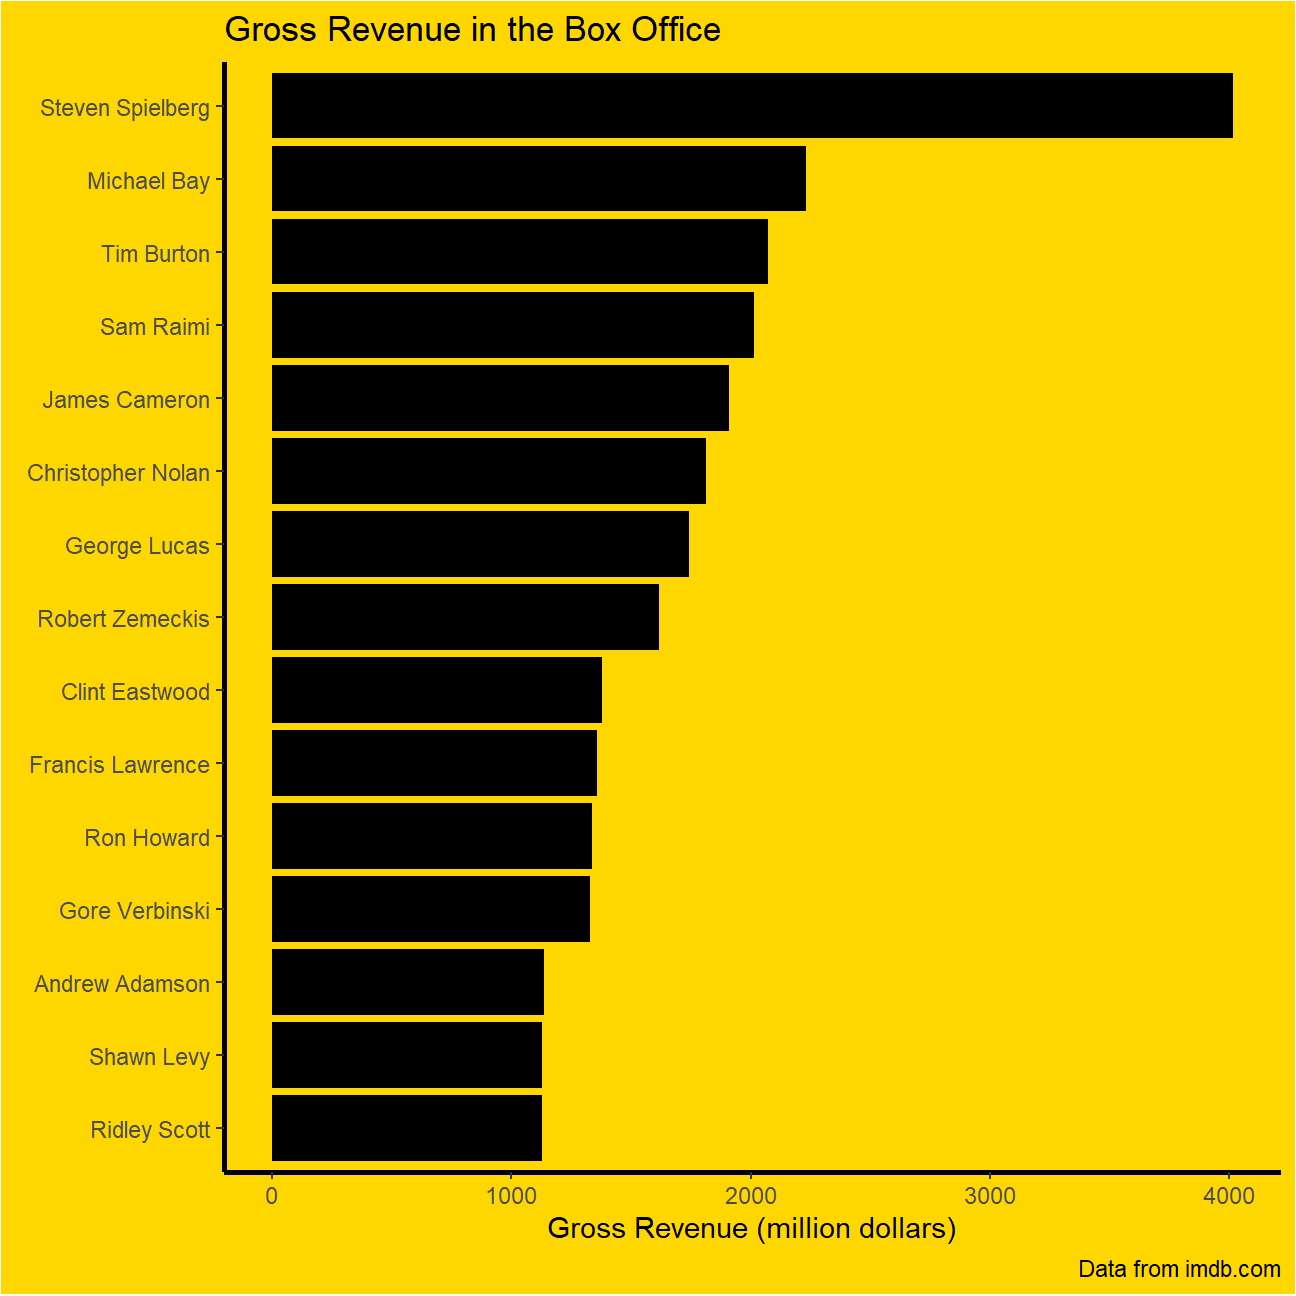 Gross Revenue in the Box Office
Steven Spielberg
Michael Bay
Tim Burton
Sam Raimi
James Cameron
Christopher Nolan
George Lucas
Robert Zemeckis
Clint Eastwood
Francis Lawrence
Ron Howard
Gore Verbinski
Andrew Adamson
Shawn Levy
Ridley Scott
0 1000 2000 3000 4000
Gross Revenue (million dollars)
Data from imdb.com